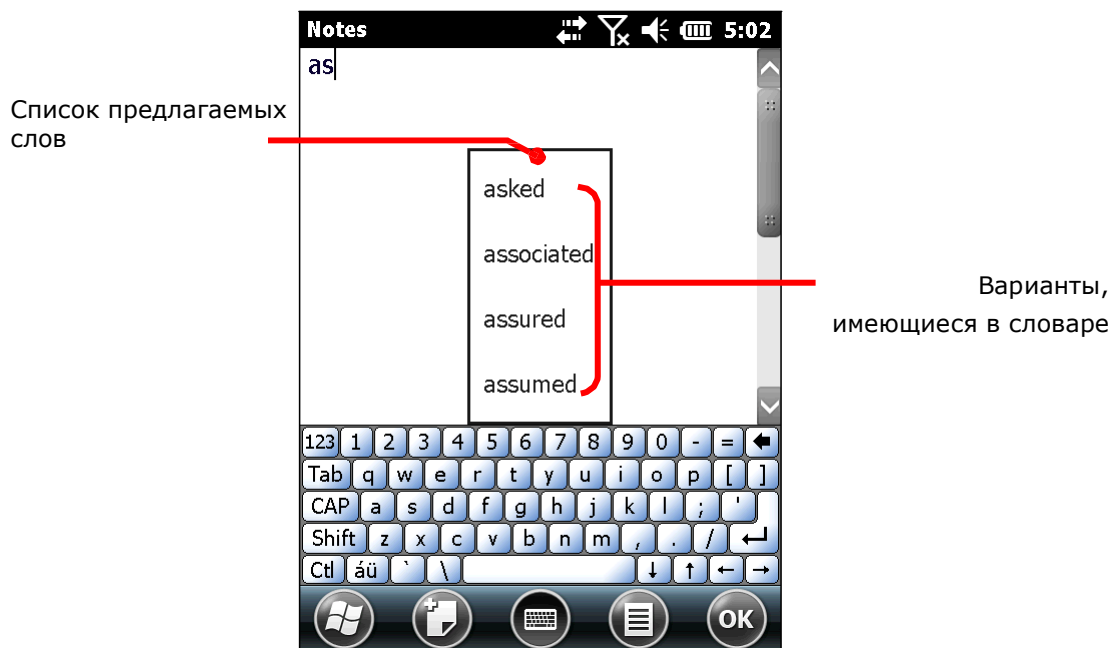 Notes 5:02
as
Список предлагаемых
слов
asked
associated
assured
assumed
Варианты,
имеющиеся в словаре
123 1 2 3 4 5 6 7 8 9 0 - = ←
Tab q w e r t y u i o p [ ]
CAP a s d f g h j k l ; '
Shift z x c v b n m , . / ↵
Ctl áü ` \ ↓ ↑ ← →
OK